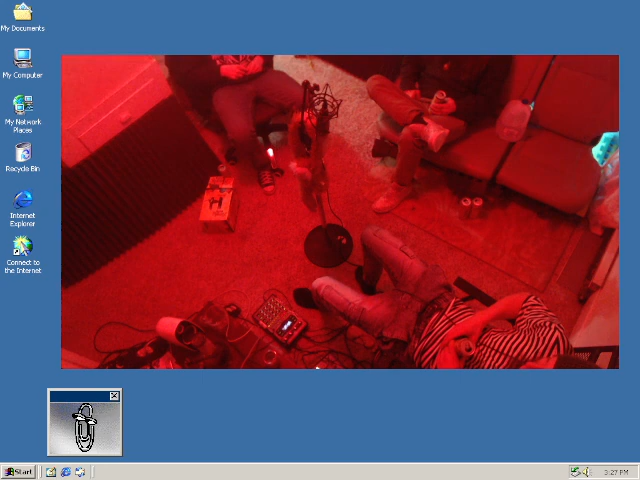 My Documents
My Computer
My Network
Places
Recycle Bin
Internet
Explorer
Connect to
the Internet
Start
3:27 PM